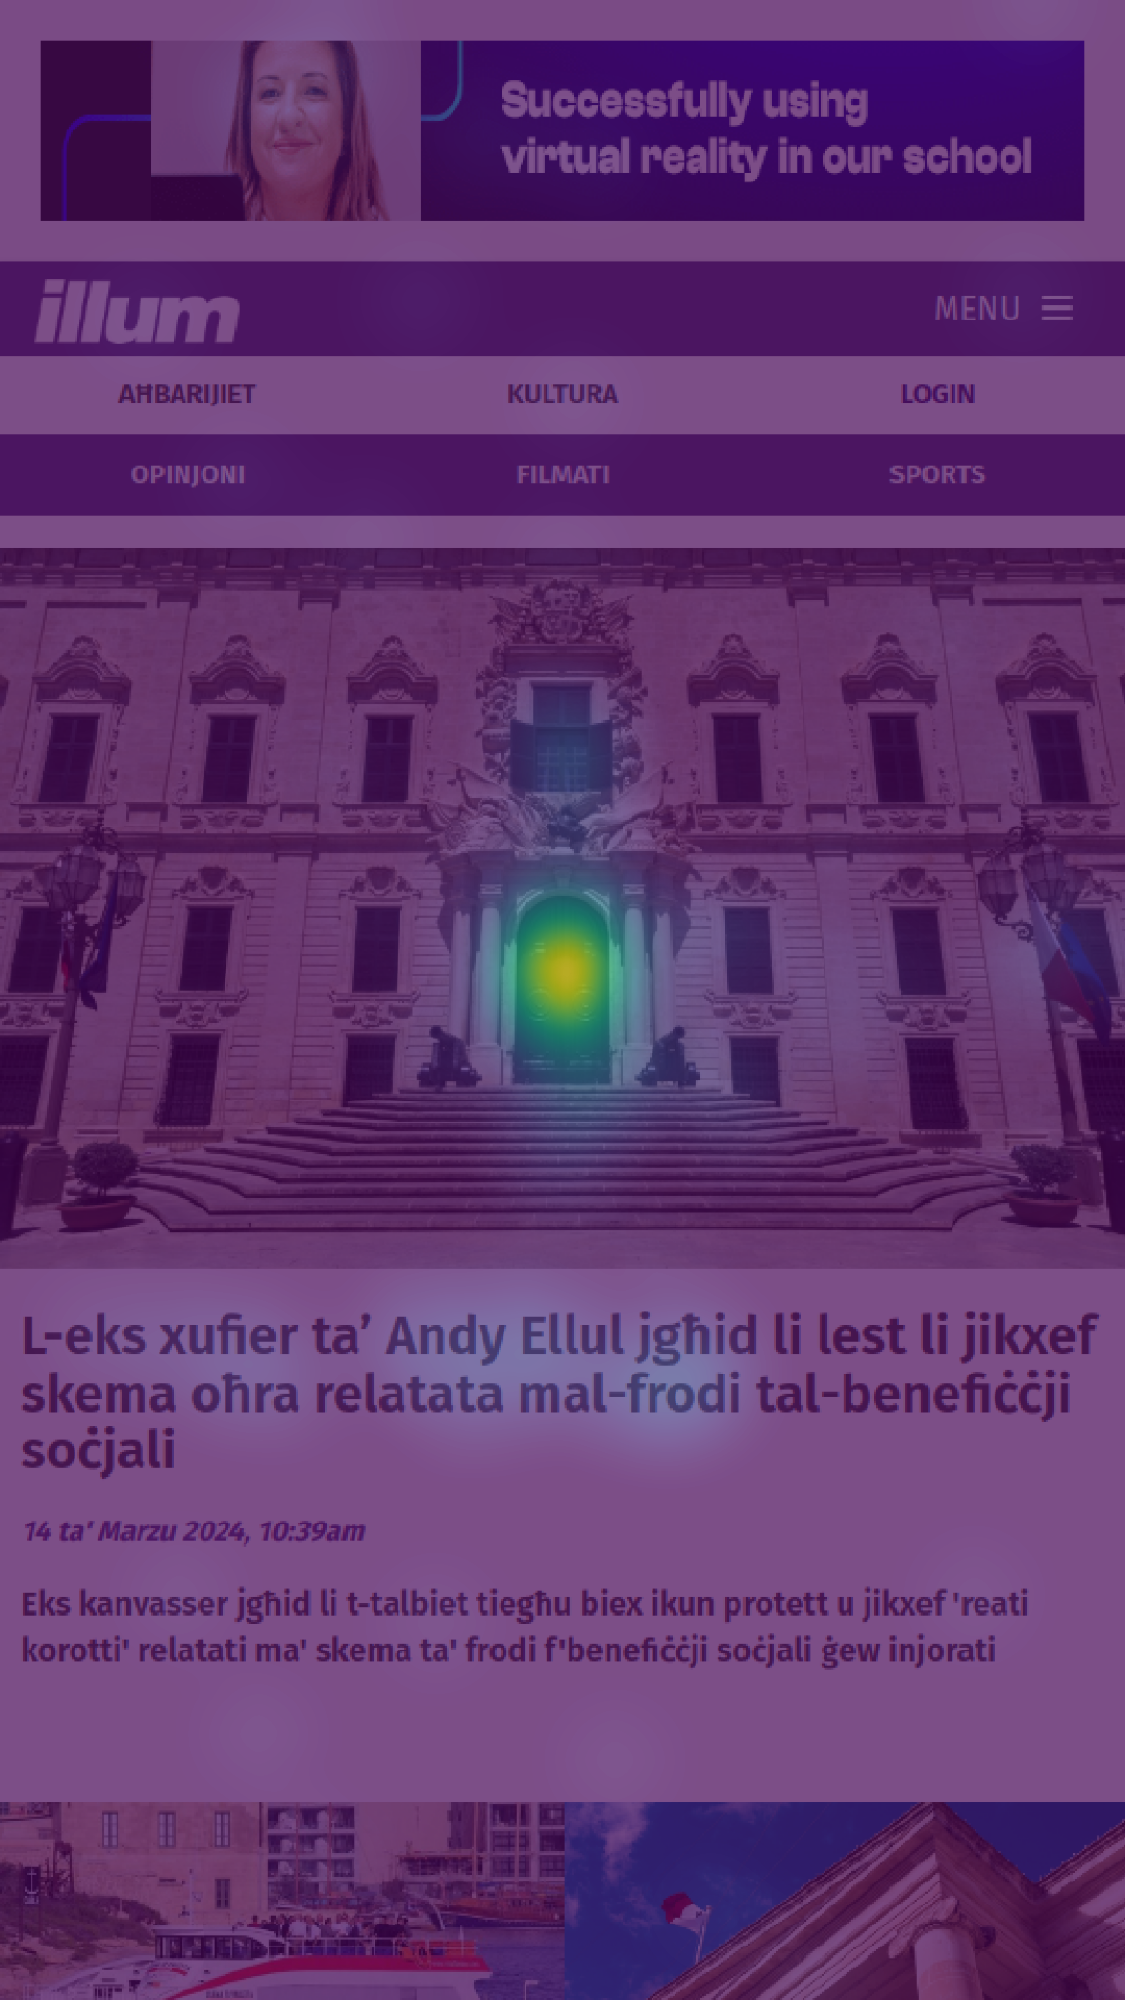 Successfully using
virtual reality in our school
illum
MENU
AĦBARIJIET
KULTURA
LOGIN
OPINJONI
FILMATI
SPORTS
L-eks xufier ta’ Andy Ellul jgħid li lest li jikxef
skema oħra relatata mal-frodi tal-benefiċċji
soċjali
14 ta' Marzu 2024, 10:39am
Eks kanvasser jgħid li t-talbiet tiegħu biex ikun protett u jikxef 'reati
korotti' relatati ma' skema ta' frodi f'benefiċċji soċjali ġew injorati